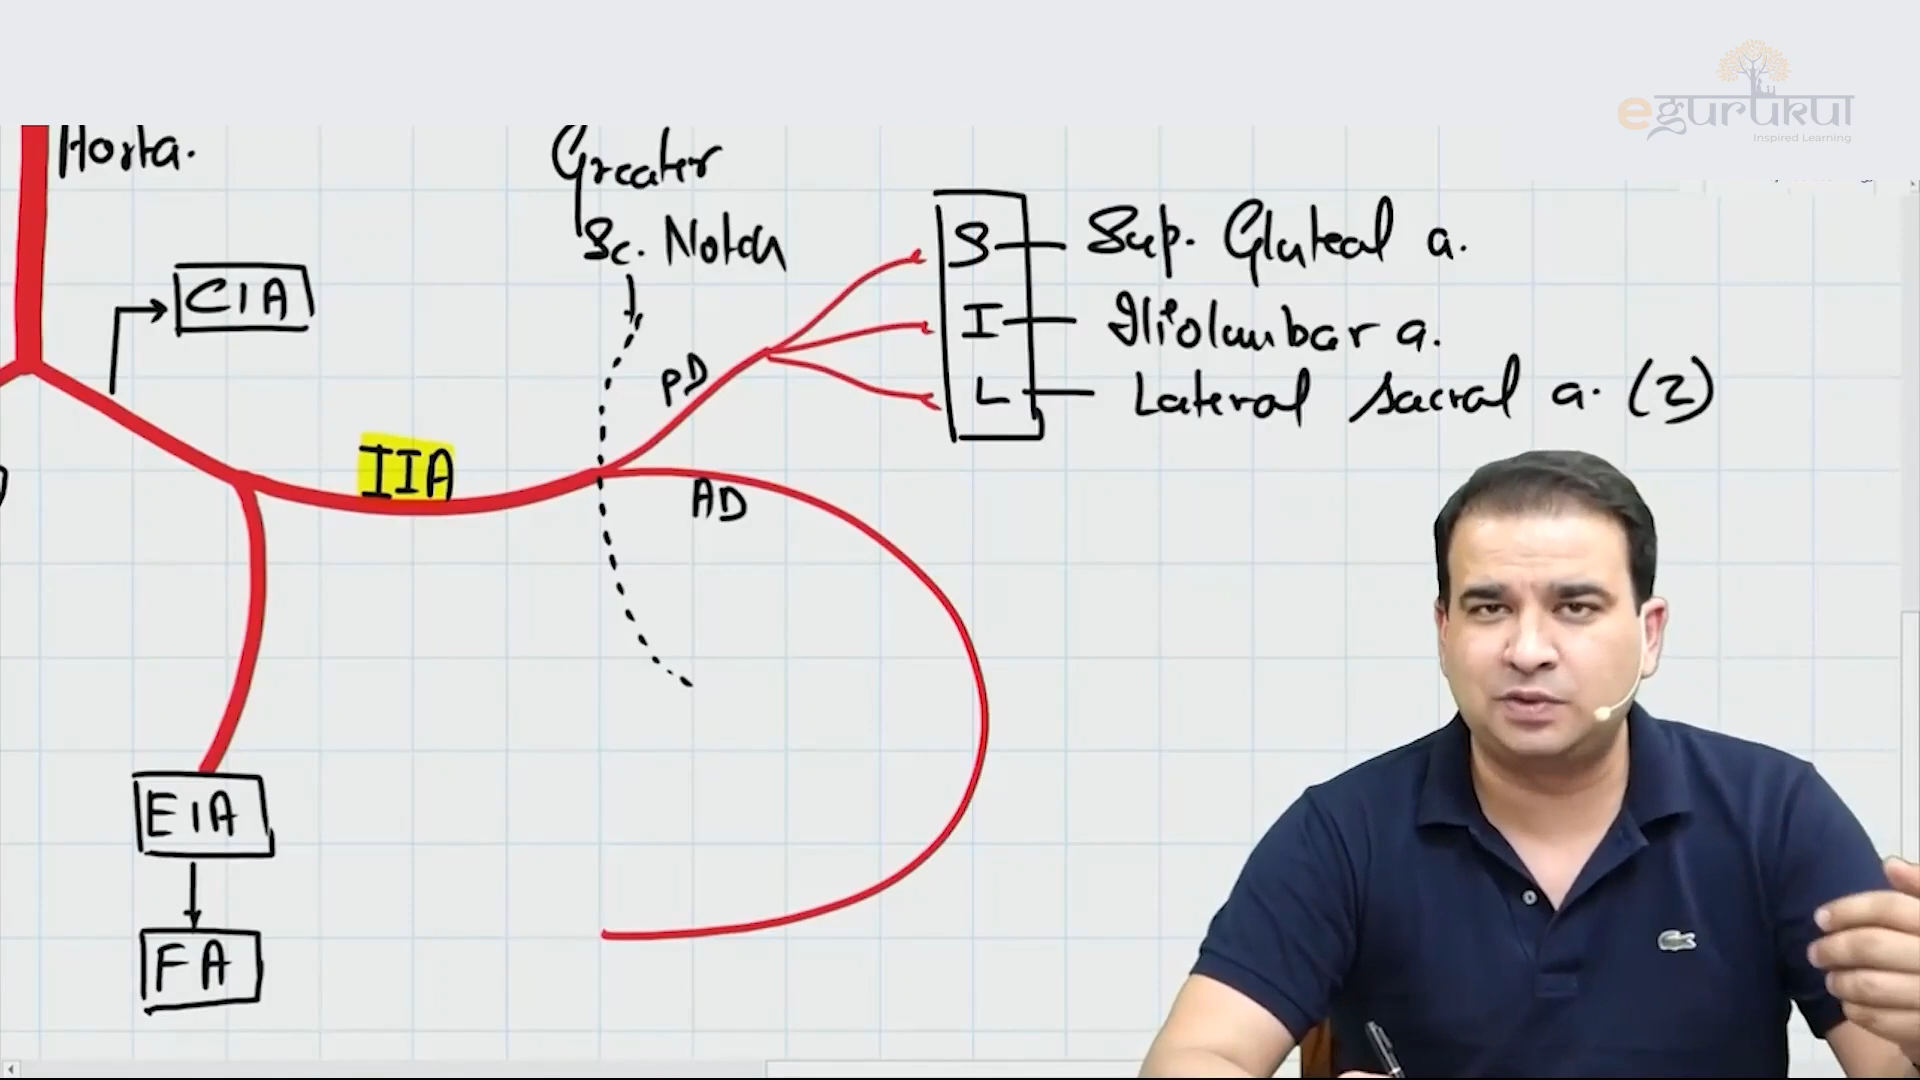 egurukul
Inspired Learning
Aorta.
Greater
Sc. Notch
CIA
S Sup. Gluteal a.
I Iliolumbar a.
L Lateral sacral a. (2)
PD
IIA
AD
EIA
FA